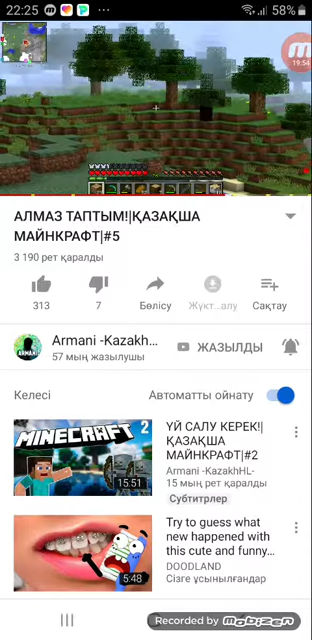 22:25
58%
19:54
АЛМАЗ ТАПТЫМ!|ҚАЗАҚША
МАЙНКРАФТ|#5
3 190 рет қаралды
313
7
Бөлісу
Жүкт...алу
Сақтау
ARMANI
Armani -Kazakh...
57 мың жазылушы
ЖАЗЫЛДЫ
Келесі
Автоматты ойнату
MINECRAFT 2
15:51
ҮЙ САЛУ КЕРЕК!|
ҚАЗАҚША
МАЙНКРАФТ|#2
Armani -KazakhHL-
15 мың рет қаралды
Субтитрлер
5:48
Try to guess what
new happened with
this cute and funny...
DOODLAND
Сізге ұсынылғандар
Recorded by mobizen